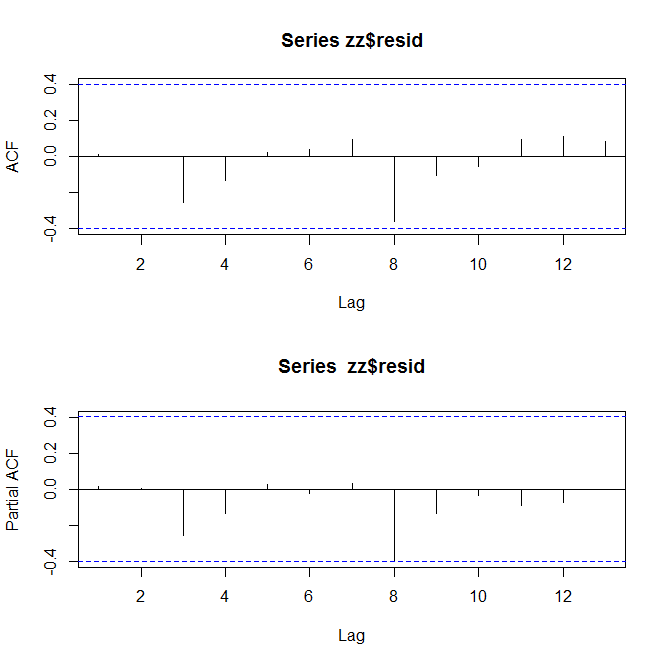 Series zz$resid
ACF
0.4
0.2
0.0
-0.4
2 4 6 8 10 12
Lag
Series  zz$resid
Partial ACF
0.4
0.2
0.0
-0.4
2 4 6 8 10 12
Lag